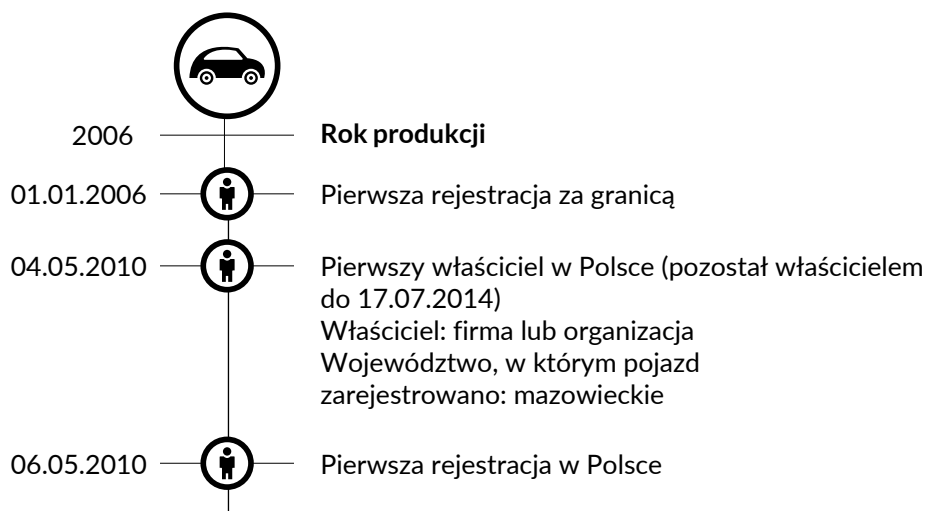 2006 Rok produkcji
01.01.2006 Pierwsza rejestracja za granicą
04.05.2010 Pierwszy właściciel w Polsce (pozostał właścicielem
do 17.07.2014)
Właściciel: firma lub organizacja
Województwo, w którym pojazd
zarejestrowano: mazowieckie
06.05.2010 Pierwsza rejestracja w Polsce